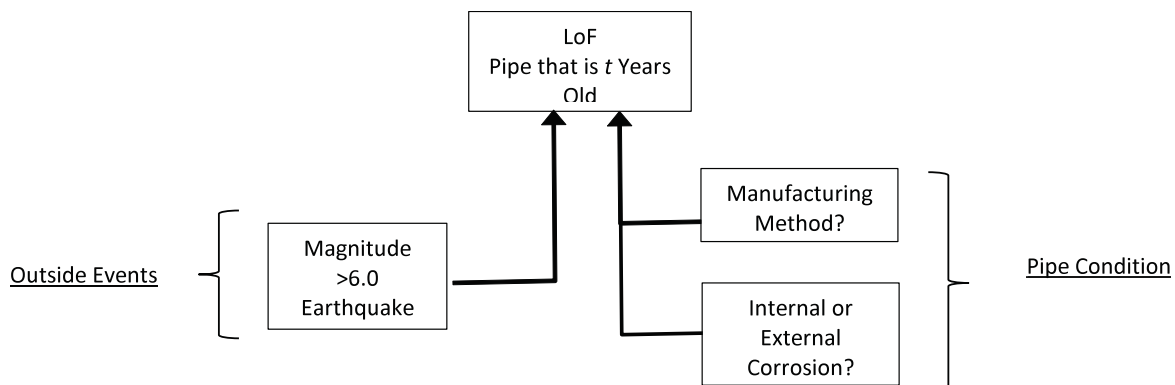 LoF
Pipe that is t Years
Old
Manufacturing
Method?
Magnitude
>6.0
Earthquake
Outside Events
Pipe Condition
Internal or
External
Corrosion?